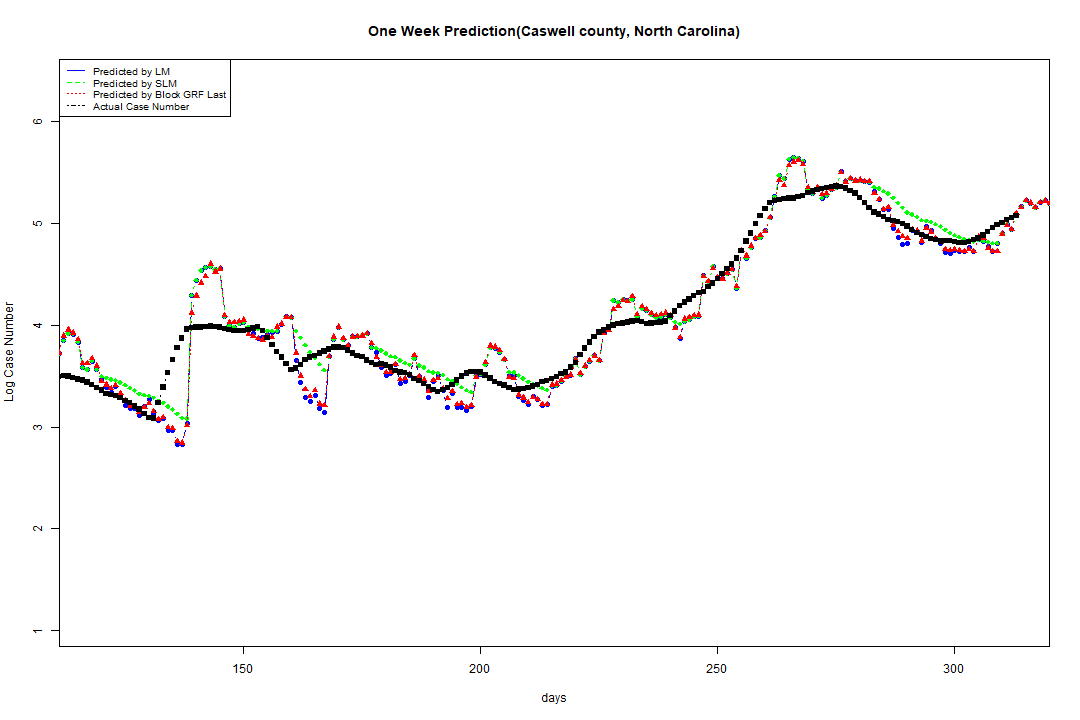 One Week Prediction(Caswell county, North Carolina)
Predicted by LM
Predicted by SLM
Predicted by Block GRF Last
Actual Case Number
6
5
4
3
2
1
Log Case Number
150 200 250 300
days